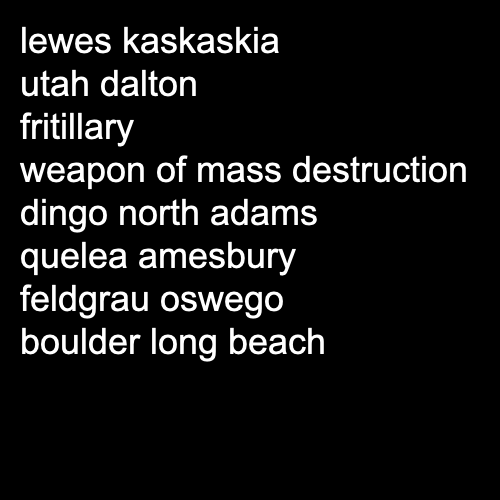 lewes kaskaskia
utah dalton
fritillary
weapon of mass destruction
dingo north adams
quelea amesbury
feldgrau oswego
boulder long beach